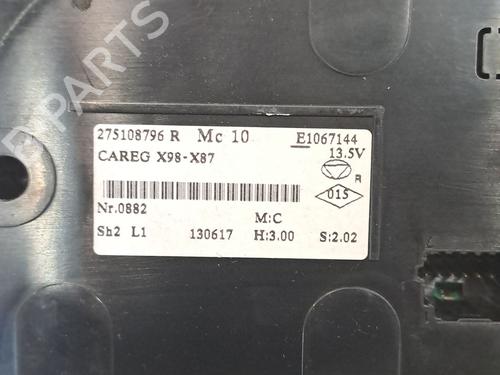 B-PARTS
275108796 R Mc 10 E1067144
CAREG X98-X87 13.5V
R
015
Nr.0882
M:C
Sh2 L1 130617 H:3.00 S:2.02